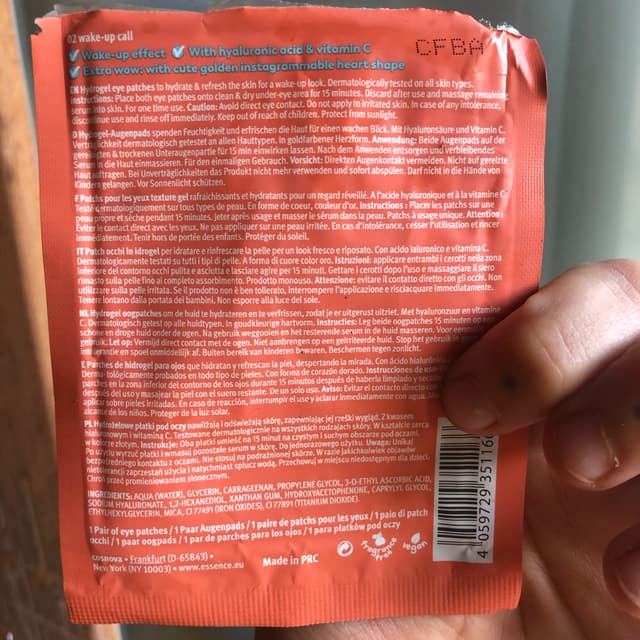 02 wake-up call
Wake-up effect With hyaluronic acid & vitamin C
CFBA
Extra wow: with cute golden instagrammable heart shape
EN Hydrogel eye patches to hydrate & refresh the skin for a wake-up look. Dermatologically tested on all skin types.
Instructions: Place both eye patches onto clean & dry under-eye area for 15 minutes. Discard after use and massage remaining
serum into skin. For one time use. Caution: Avoid direct eye contact. Do not apply to irritated skin. In case of any intolerance,
discontinue use and rinse off immediately. Keep out of reach of children. Protect from sunlight.
D Hydrogel-Augenpads spenden Feuchtigkeit und erfrischen die Haut für einen wachen Blick. Mit Hyaluronsäure und Vitamin C.
Verträglichkeit dermatologisch getestet an allen Hauttypen. In goldfarbener Herzform. Anwendung: Beide Augenpads auf der
gereinigten & trockenen Unteraugenpartie für 15 min einwirken lassen. Nach dem Anwenden entsorgen und verbleibendes
Serum in die Haut einmassieren. Für den einmaligen Gebrauch. Vorsicht: Direkten Augenkontakt vermeiden. Nicht auf gereizte
Haut auftragen. Bei Unverträglichkeiten das Produkt nicht mehr verwenden und sofort abspülen. Darf nicht in die Hände von
Kindern gelangen. Vor Sonnenlicht schützen.
F Patchs pour les yeux texture gel rafraîchissants et hydratants pour un regard réveillé. A l'acide hyaluronique et à la vitamine C.
Testé dermatologiquement sur tous types de peau. En forme de coeur, couleur d'or. Instructions : Placer les patchs sur une
peau propre et sèche pendant 15 minutes. Jeter après usage et masser le sérum dans la peau. Patchs à usage unique. Attention :
Éviter le contact direct avec les yeux. Ne pas appliquer sur une peau irritée. En cas d'intolérance, cesser l'utilisation et rincer
immédiatement. Tenir hors de portée des enfants. Protéger du soleil.
IT Patch occhi in idrogel per idratare e rinfrescare la pelle per un look fresco e riposato. Con acido ialuronico e vitamina C.
Dermatologicamente testato su tutti i tipi di pelle. A forma di cuore color oro. Istruzioni: applicare entrambi i cerotti nella zona
inferiore del contorno occhi pulita e asciutta e lasciare agire per 15 minuti. Gettare i cerotti dopo l'uso e massaggiare il siero
rimasto sulla pelle fino al completo assorbimento. Prodotto monouso. Attenzione: evitare il contatto diretto con gli occhi. Non
utilizzare sulla pelle irritata. Se il prodotto non è ben tollerato, interrompere l'applicazione e risciacquare immediatamente.
Tenere lontano dalla portata dei bambini. Non esporre alla luce del sole.
NL Hydrogel oogpatches om de huid te hydrateren en te verfrissen, zodat je er uitgerust uitziet. Met hyaluronzuur en vitamine
C. Dermatologisch getest op alle huidtypen. In goudkleurige hartvorm. Instructies: Leg beide oogpatches 15 minuten op een
schone en droge huid onder de ogen. Na gebruik weggooien en het resterende serum in de huid masseren. Voor eenmalig
gebruik. Let op: Vermijd direct contact met de ogen. Niet aanbrengen op een geïrriteerde huid. Stop het gebruik in
intolerantie en spoel onmiddellijk af. Buiten bereik van kinderen bewaren. Beschermen tegen zonlicht.
E Parches de hidrogel para ojos que hidratan y refrescan la piel, despertando la mirada. Con ácido hialurónico
Dermatológicamente probados en todo tipo de pieles. Con forma de corazón dorado. Instrucciones de uso:
parches en la zona inferior del contorno de los ojos durante 15 minutos después de haberla limpiado y
después del uso y masajear la piel con el suero restante. De un solo uso. Aviso: Evitar el contacto directo
aplicar sobre pieles irritadas. En caso de reacción, interrumpir el uso y aclarar inmediatamente con agua.
alcance de los niños. Proteger de la luz solar.
PL Hydrożelowe płatki pod oczy nawilżają i odświeżają skórę, zapewniając jej rześki wygląd. Z kwasem
hialuronowym i witaminą C. Testowane dermatologicznie na wszystkich rodzajach skóry. W kształcie serca
w kolorze złotym. Instrukcje: Oba płatki umieść na 15 minut na czystym i suchym obszarze pod oczami.
Po użyciu wyrzuć płatki i wmasuj pozostałe serum w skórę. Do jednorazowego użytku. Uwaga: Unikaj
bezpośredniego kontaktu z oczami. Nie stosuj na podrażnionej skórze. W razie jakichkolwiek objawów
nietolerancji zaprzestań użycia i natychmiast spłucz wodą. Przechowuj w miejscu niedostępnym dla dzieci.
Chroń przed promieniowaniem słonecznym.
INGREDIENTS: AQUA (WATER), GLYCERIN, CARRAGEENAN, PROPYLENE GLYCOL, 3-O-ETHYL ASCORBIC ACID,
SODIUM HYALURONATE, 1,2-HEXANEDIOL, XANTHAN GUM, HYDROXYACETOPHENONE, CAPRYLYL GLYCOL,
ETHYLHEXYLGLYCERIN, MICA, CI 77491 (IRON OXIDES), CI 77891 (TITANIUM DIOXIDE).
1 Pair of eye patches / 1 Paar Augenpads / 1 paire de patchs pour les yeux / 1 paio di patch
occhi / 1 paar oogpads / 1 par de parches para los ojos / 1 para płatków pod oczy
cosnova • Frankfurt (D-65843) •
New York (NY 10003) • www.essence.eu
Made in PRC
fragrance free
vegan
4 059729 35116